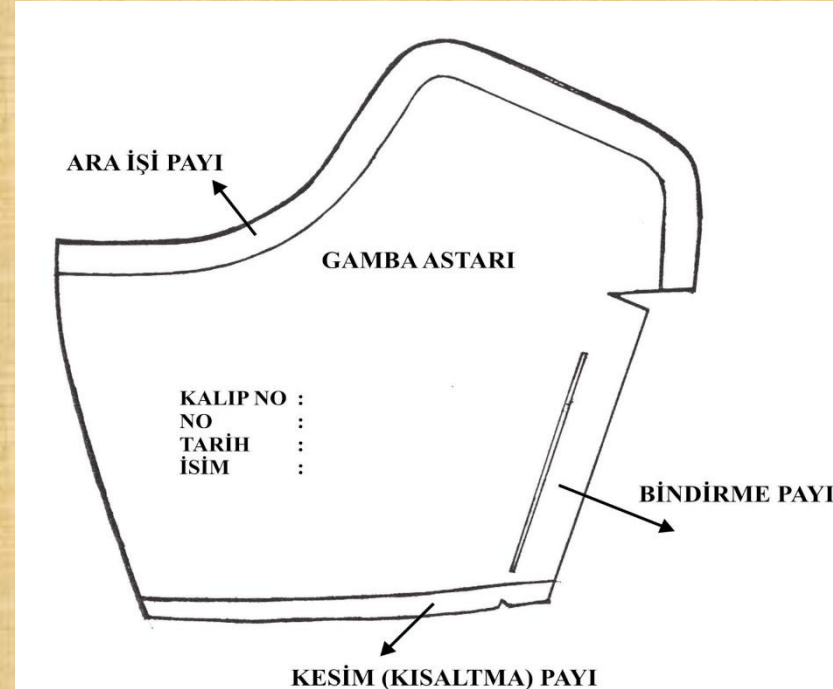 ARA İŞİ PAYI
GAMBA ASTARI
KALIP NO :
NO :
TARİH :
İSİM :
BİNDİRME PAYI
KESİM (KISALTMA) PAYI